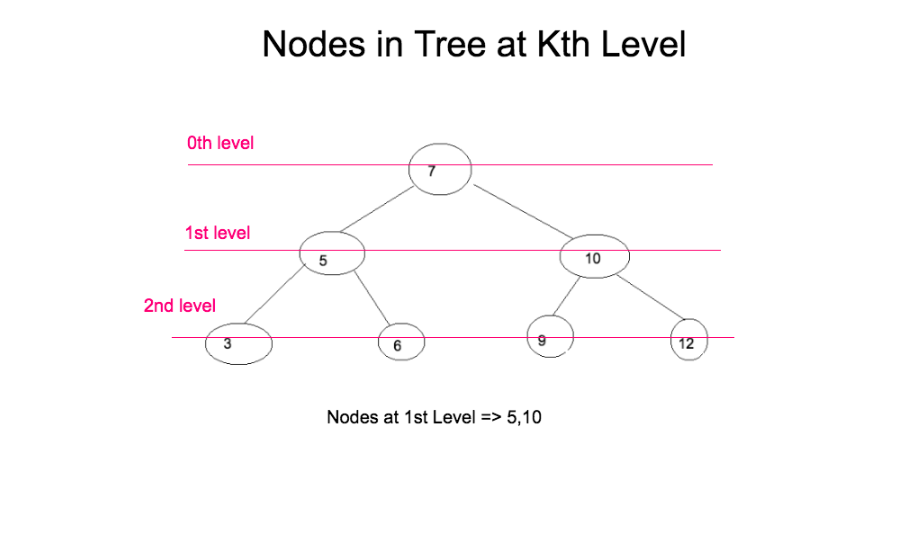 Nodes in Tree at Kth Level
0th level
7
1st level
5
10
2nd level
3
6
9
12
Nodes at 1st Level => 5,10